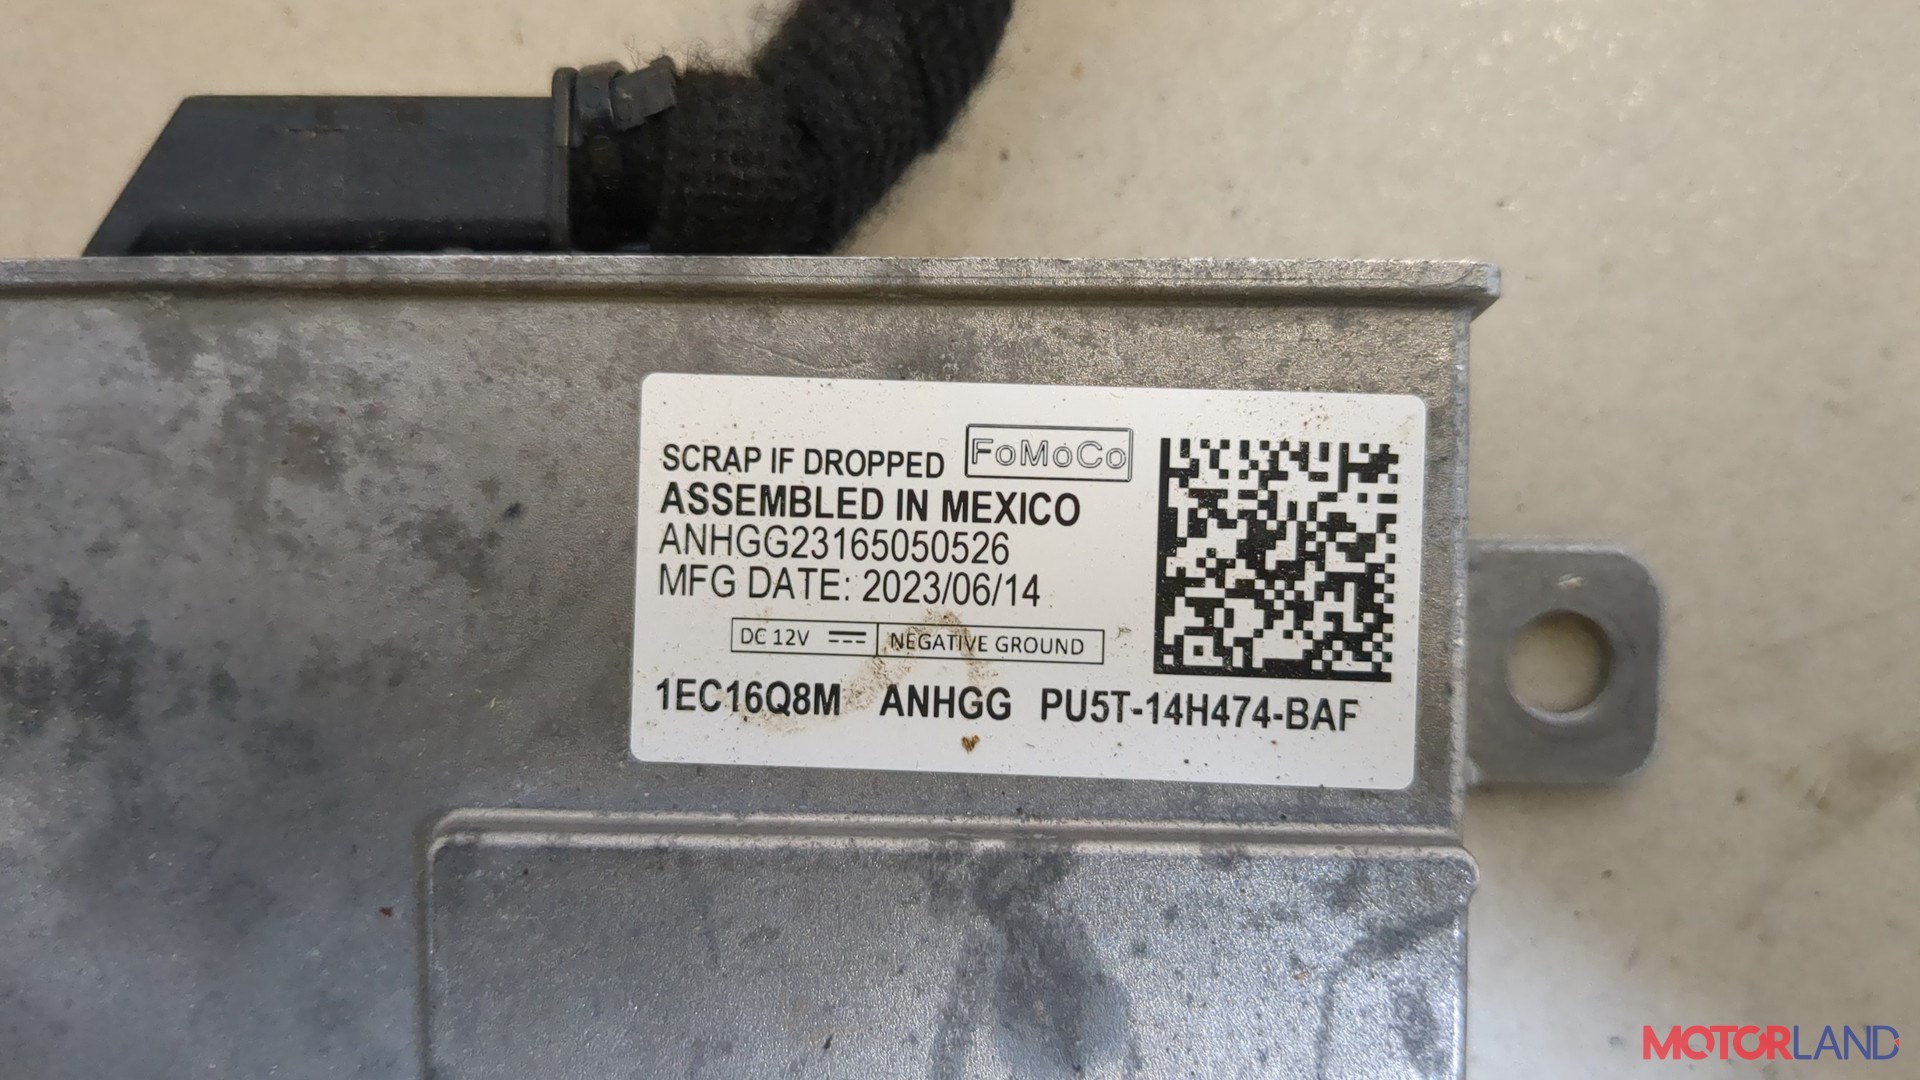 SCRAP IF DROPPED FoMoCo
ASSEMBLED IN MEXICO
ANHGG23165050526
MFG DATE: 2023/06/14
DC 12V NEGATIVE GROUND
1EC16Q8M ANHGG PU5T-14H474-BAF
MOTORLAND